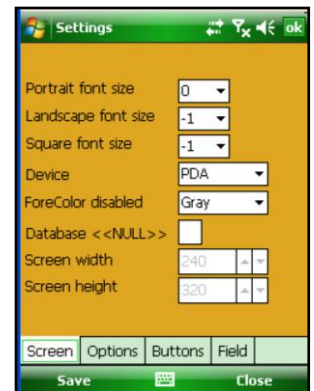 Settings ok
Portrait font size 0
Landscape font size -1
Square font size -1
Device PDA
ForeColor disabled Gray
Database <<NULL>>
Screen width 240
Screen height 320
Screen Options Buttons Field
Save Close